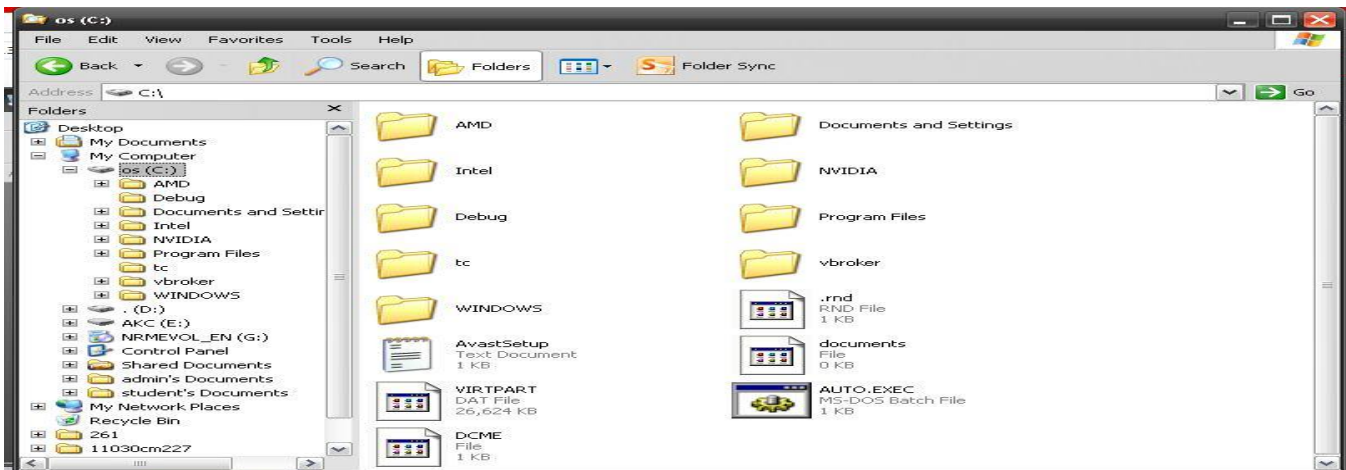 os (C:)
File Edit View Favorites Tools Help
Back Search Folders Folder Sync
Address C:\ Go
Folders
Desktop
My Documents
My Computer
os (C:)
AMD
Debug
Documents and Settir
Intel
NVIDIA
Program Files
tc
vbroker
WINDOWS
. (D:)
AKC (E:)
NRMEVOL_EN (G:)
Control Panel
Shared Documents
admin's Documents
student's Documents
My Network Places
Recycle Bin
261
11030cm227
AMD
Documents and Settings
Intel
NVIDIA
Debug
Program Files
tc
vbroker
WINDOWS
.rnd
RND File
1 KB
AvastSetup
Text Document
1 KB
documents
File
0 KB
VIRTPART
DAT File
26,624 KB
AUTO.EXEC
MS-DOS Batch File
1 KB
DCME
File
1 KB